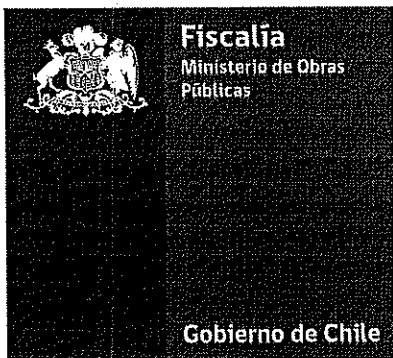 Fiscalía
Ministerio de Obras
Públicas
Gobierno de Chile